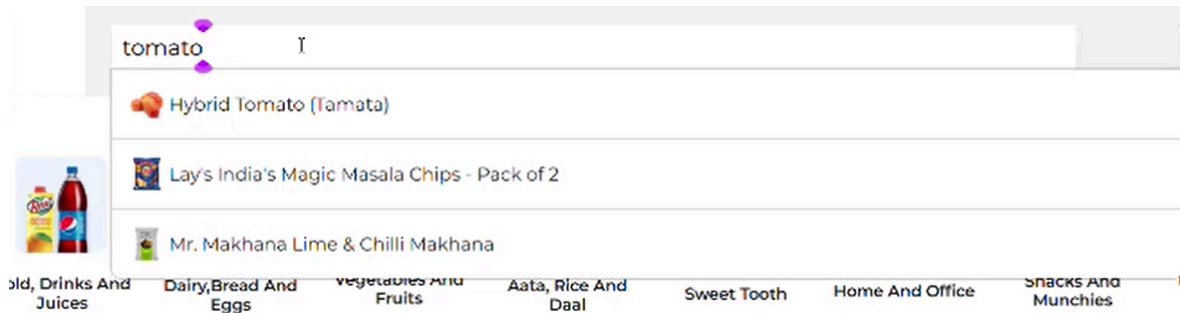 tomato
Hybrid Tomato (Tamata)
Lay's India's Magic Masala Chips - Pack of 2
Mr. Makhana Lime & Chilli Makhana
old, Drinks And
Juices
Dairy,Bread And
Eggs
Vegetables And
Fruits
Aata, Rice And
Daal
Sweet Tooth
Home And Office
Snacks And
Munchies